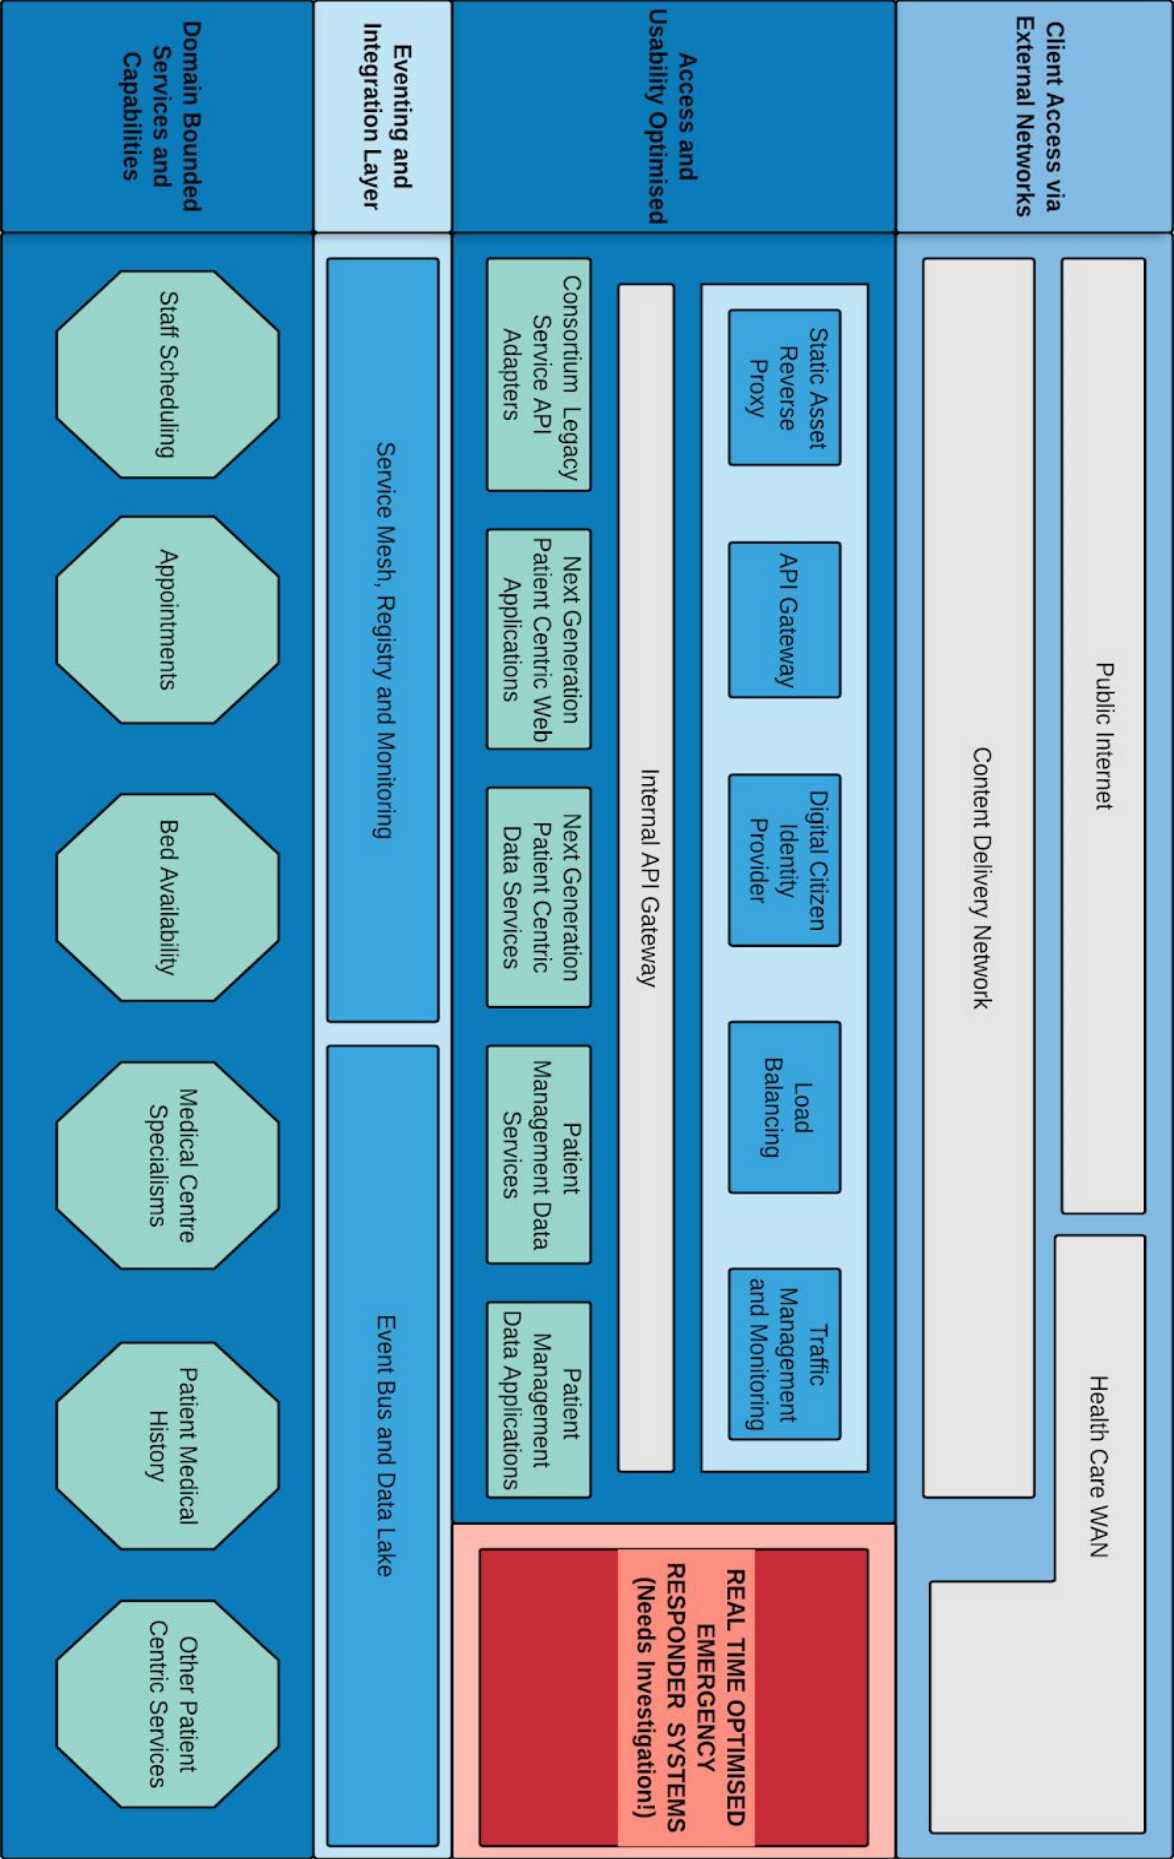 Client Access via
External Networks
Public Internet
Health Care WAN
Content Delivery Network
Access and
Usability Optimised
Static Asset
Reverse
Proxy
API Gateway
Digital Citizen
Identity
Provider
Load
Balancing
Traffic
Management
and Monitoring
Internal API Gateway
Consortium Legacy
Service API
Adapters
Next Generation
Patient Centric Web
Applications
Next Generation
Patient Centric
Data Services
Patient
Management Data
Services
Patient
Management
Data Applications
REAL TIME OPTIMISED
EMERGENCY
RESPONDER SYSTEMS
(Needs Investigation!)
Eventing and
Integration Layer
Service Mesh, Registry and Monitoring
Event Bus and Data Lake
Domain Bounded
Services and
Capabilities
Staff Scheduling
Appointments
Bed Availability
Medical Centre
Specialisms
Patient Medical
History
Other Patient
Centric Services